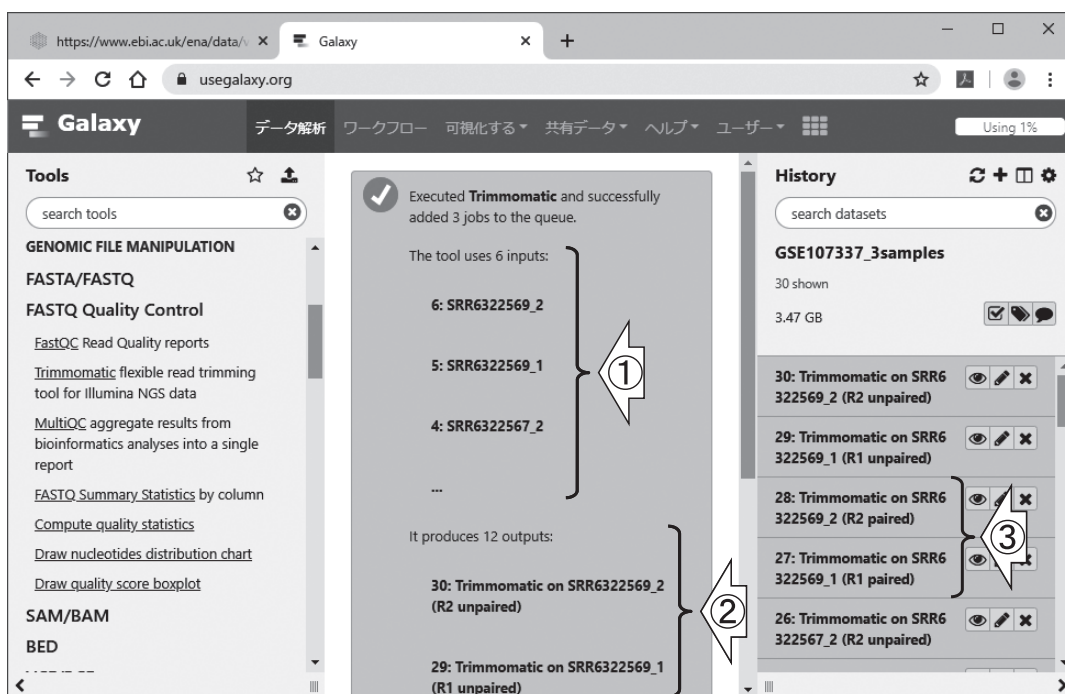 https://www.ebi.ac.uk/ena/data/v
Galaxy
usegalaxy.org
Galaxy
データ解析
ワークフロー
可視化する
共有データ
ヘルプ
ユーザー
Using 1%
Tools
search tools
GENOMIC FILE MANIPULATION
FASTA/FASTQ
FASTQ Quality Control
FastQC Read Quality reports
Trimmomatic flexible read trimming
tool for Illumina NGS data
MultiQC aggregate results from
bioinformatics analyses into a single
report
FASTQ Summary Statistics by column
Compute quality statistics
Draw nucleotides distribution chart
Draw quality score boxplot
SAM/BAM
BED
Executed Trimmomatic and successfully
added 3 jobs to the queue.
The tool uses 6 inputs:
6: SRR6322569_2
5: SRR6322569_1
4: SRR6322567_2
...
①
It produces 12 outputs:
30: Trimmomatic on SRR6322569_2
(R2 unpaired)
29: Trimmomatic on SRR6322569_1
(R1 unpaired)
②
History
search datasets
GSE107337_3samples
30 shown
3.47 GB
30: Trimmomatic on SRR6
322569_2 (R2 unpaired)
29: Trimmomatic on SRR6
322569_1 (R1 unpaired)
28: Trimmomatic on SRR6
322569_2 (R2 paired)
27: Trimmomatic on SRR6
322569_1 (R1 paired)
③
26: Trimmomatic on SRR6
322567_2 (R2 unpaired)